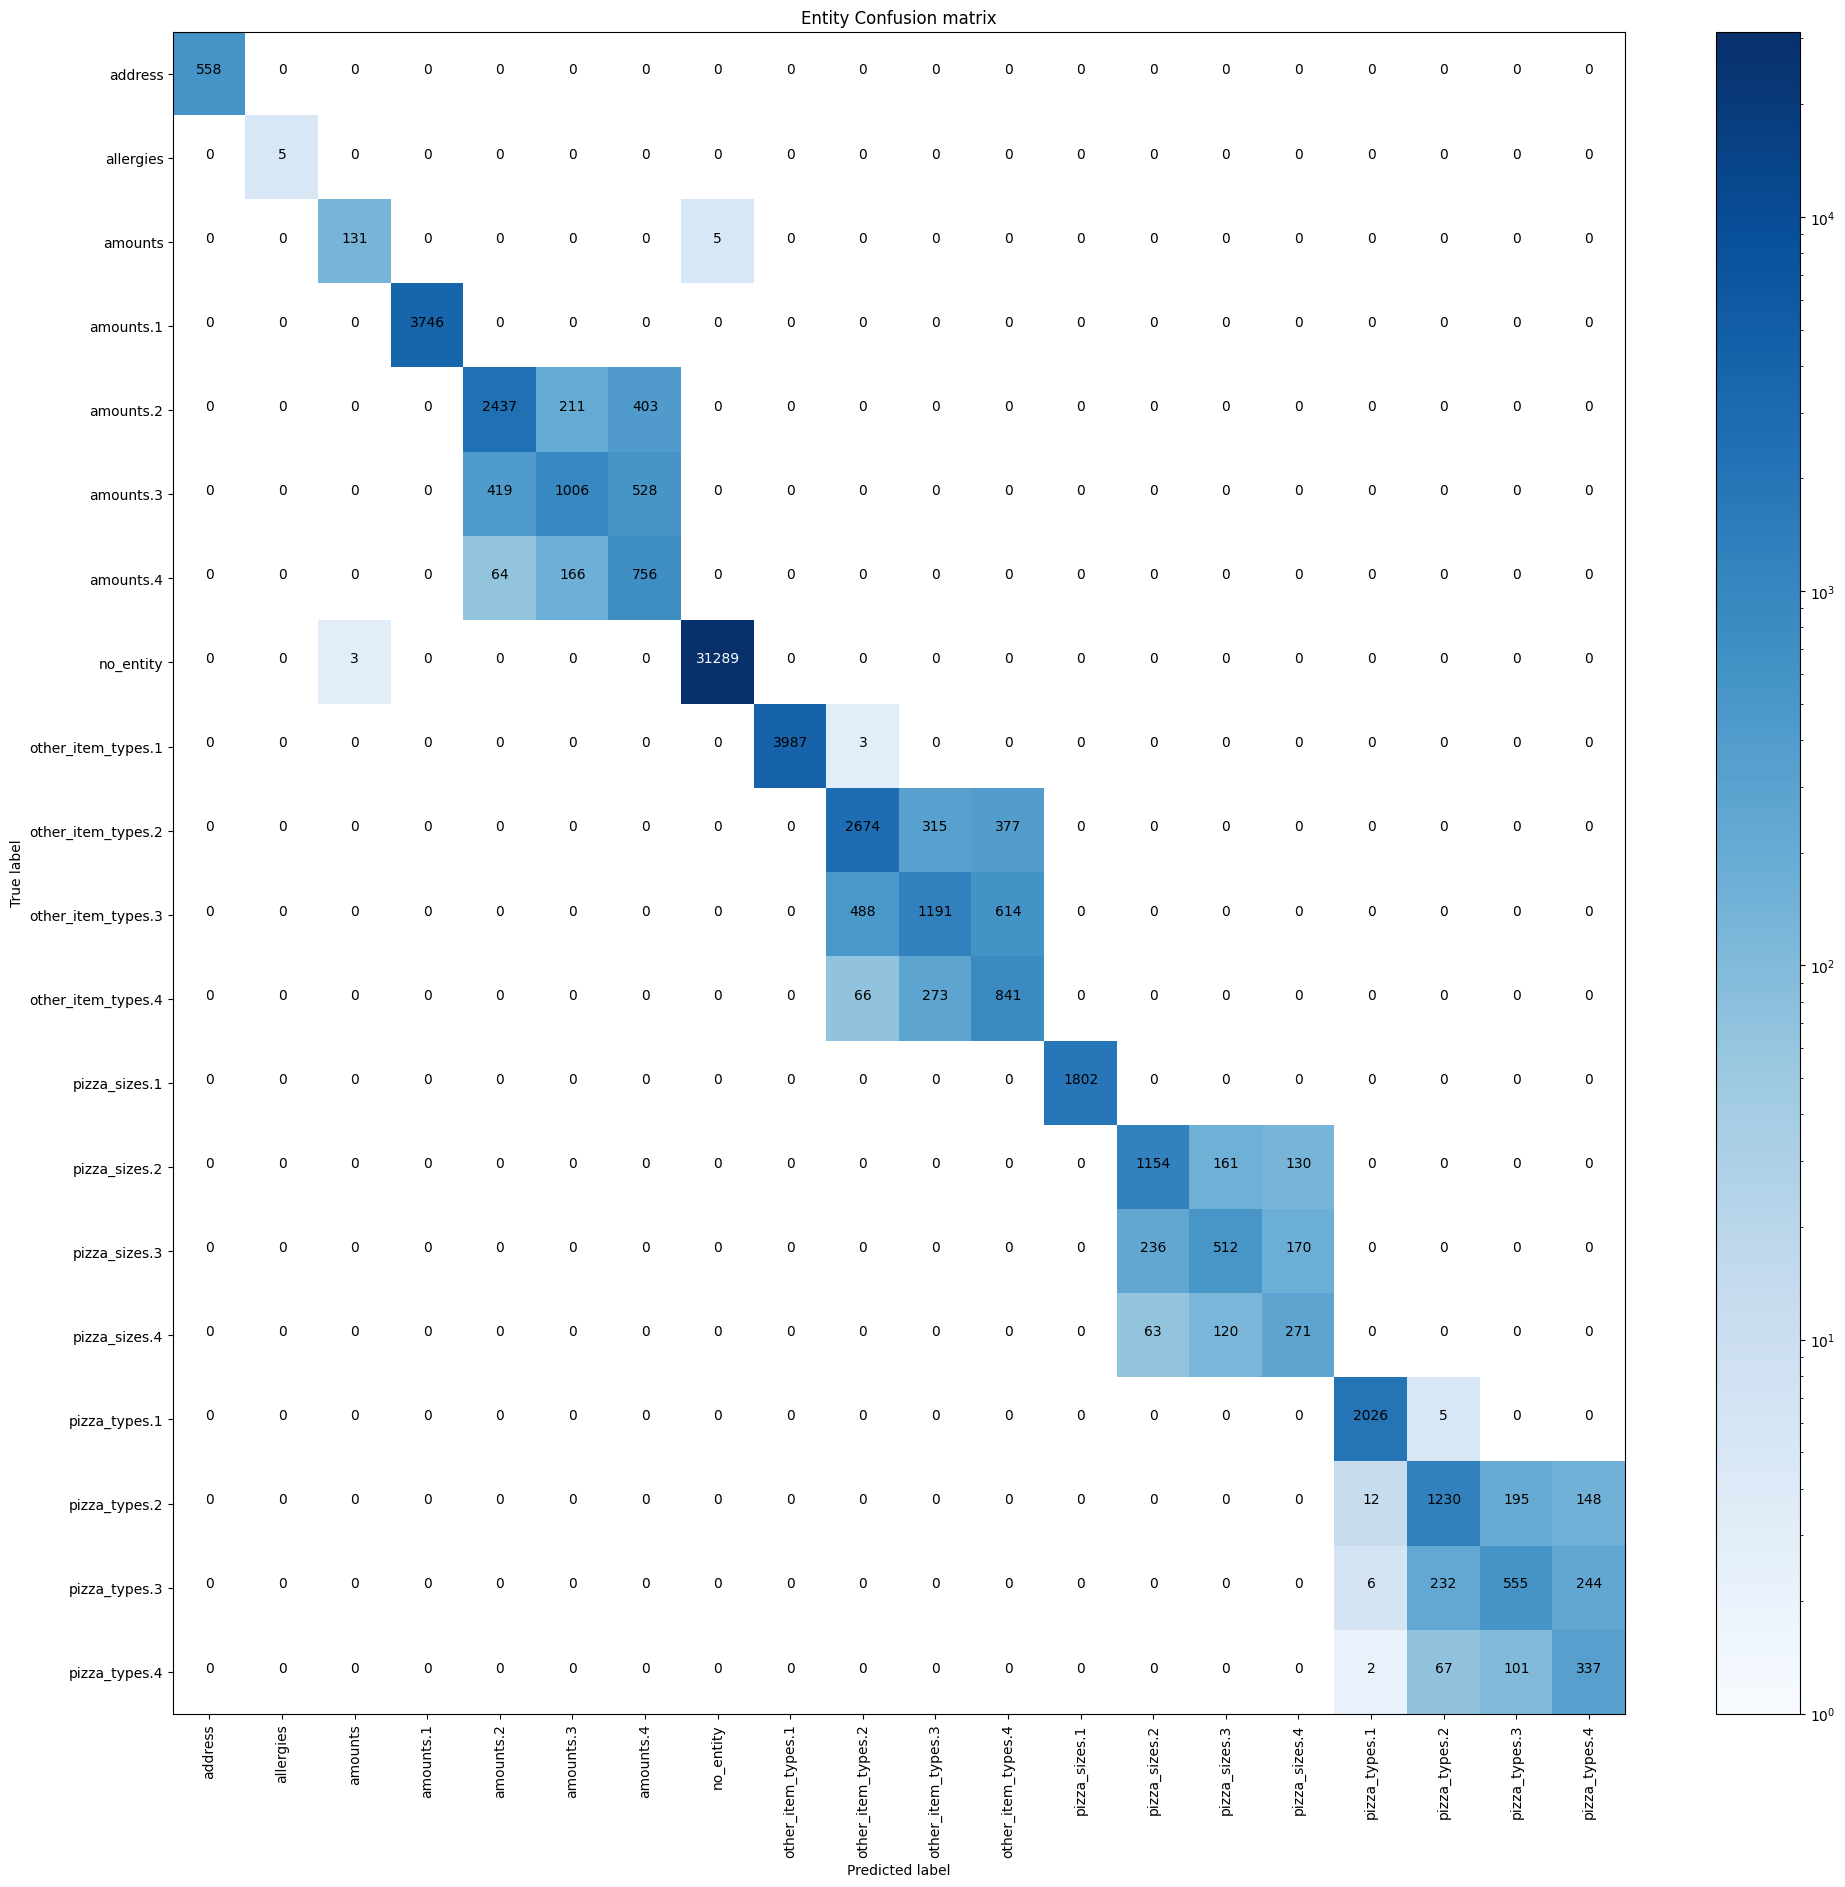 Entity Confusion matrix
address 558 0 0 0 0 0 0 0 0 0 0 0 0 0 0 0 0 0 0 0
allergies 0 5 0 0 0 0 0 0 0 0 0 0 0 0 0 0 0 0 0 0
amounts 0 0 131 0 0 0 0 5 0 0 0 0 0 0 0 0 0 0 0 0
amounts.1 0 0 0 3746 0 0 0 0 0 0 0 0 0 0 0 0 0 0 0 0
amounts.2 0 0 0 0 2437 211 403 0 0 0 0 0 0 0 0 0 0 0 0 0
amounts.3 0 0 0 0 419 1006 528 0 0 0 0 0 0 0 0 0 0 0 0 0
amounts.4 0 0 0 0 64 166 756 0 0 0 0 0 0 0 0 0 0 0 0 0
no_entity 0 0 3 0 0 0 0 31289 0 0 0 0 0 0 0 0 0 0 0 0
other_item_types.1 0 0 0 0 0 0 0 0 3987 3 0 0 0 0 0 0 0 0 0 0
other_item_types.2 0 0 0 0 0 0 0 0 0 2674 315 377 0 0 0 0 0 0 0 0
other_item_types.3 0 0 0 0 0 0 0 0 0 488 1191 614 0 0 0 0 0 0 0 0
other_item_types.4 0 0 0 0 0 0 0 0 0 66 273 841 0 0 0 0 0 0 0 0
pizza_sizes.1 0 0 0 0 0 0 0 0 0 0 0 0 1802 0 0 0 0 0 0 0
pizza_sizes.2 0 0 0 0 0 0 0 0 0 0 0 0 0 1154 161 130 0 0 0 0
pizza_sizes.3 0 0 0 0 0 0 0 0 0 0 0 0 0 236 512 170 0 0 0 0
pizza_sizes.4 0 0 0 0 0 0 0 0 0 0 0 0 0 63 120 271 0 0 0 0
pizza_types.1 0 0 0 0 0 0 0 0 0 0 0 0 0 0 0 0 2026 5 0 0
pizza_types.2 0 0 0 0 0 0 0 0 0 0 0 0 0 0 0 0 12 1230 195 148
pizza_types.3 0 0 0 0 0 0 0 0 0 0 0 0 0 0 0 0 6 232 555 244
pizza_types.4 0 0 0 0 0 0 0 0 0 0 0 0 0 0 0 0 2 67 101 337
True label
address
allergies
amounts
amounts.1
amounts.2
amounts.3
amounts.4
no_entity
other_item_types.1
other_item_types.2
other_item_types.3
other_item_types.4
pizza_sizes.1
pizza_sizes.2
pizza_sizes.3
pizza_sizes.4
pizza_types.1
pizza_types.2
pizza_types.3
pizza_types.4
Predicted label
10⁴
10³
10²
10¹
10⁰